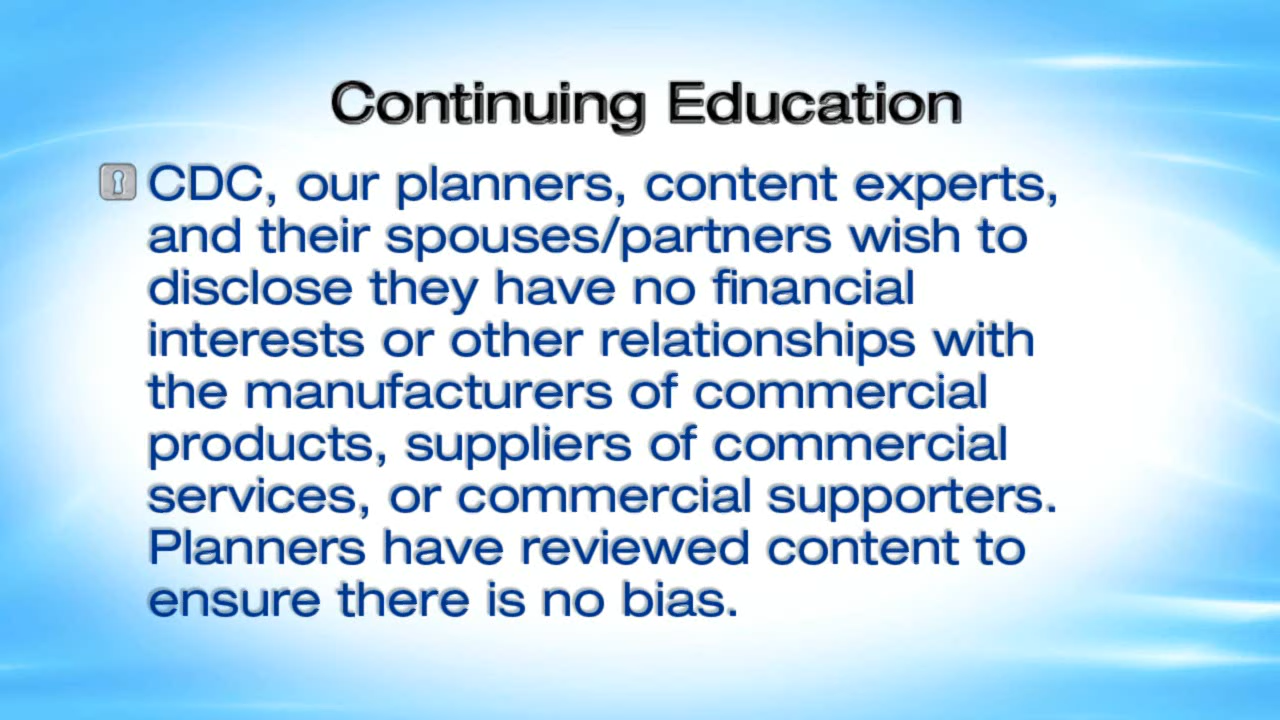 Continuing Education
CDC, our planners, content experts,
and their spouses/partners wish to
disclose they have no financial
interests or other relationships with
the manufacturers of commercial
products, suppliers of commercial
services, or commercial supporters.
Planners have reviewed content to
ensure there is no bias.